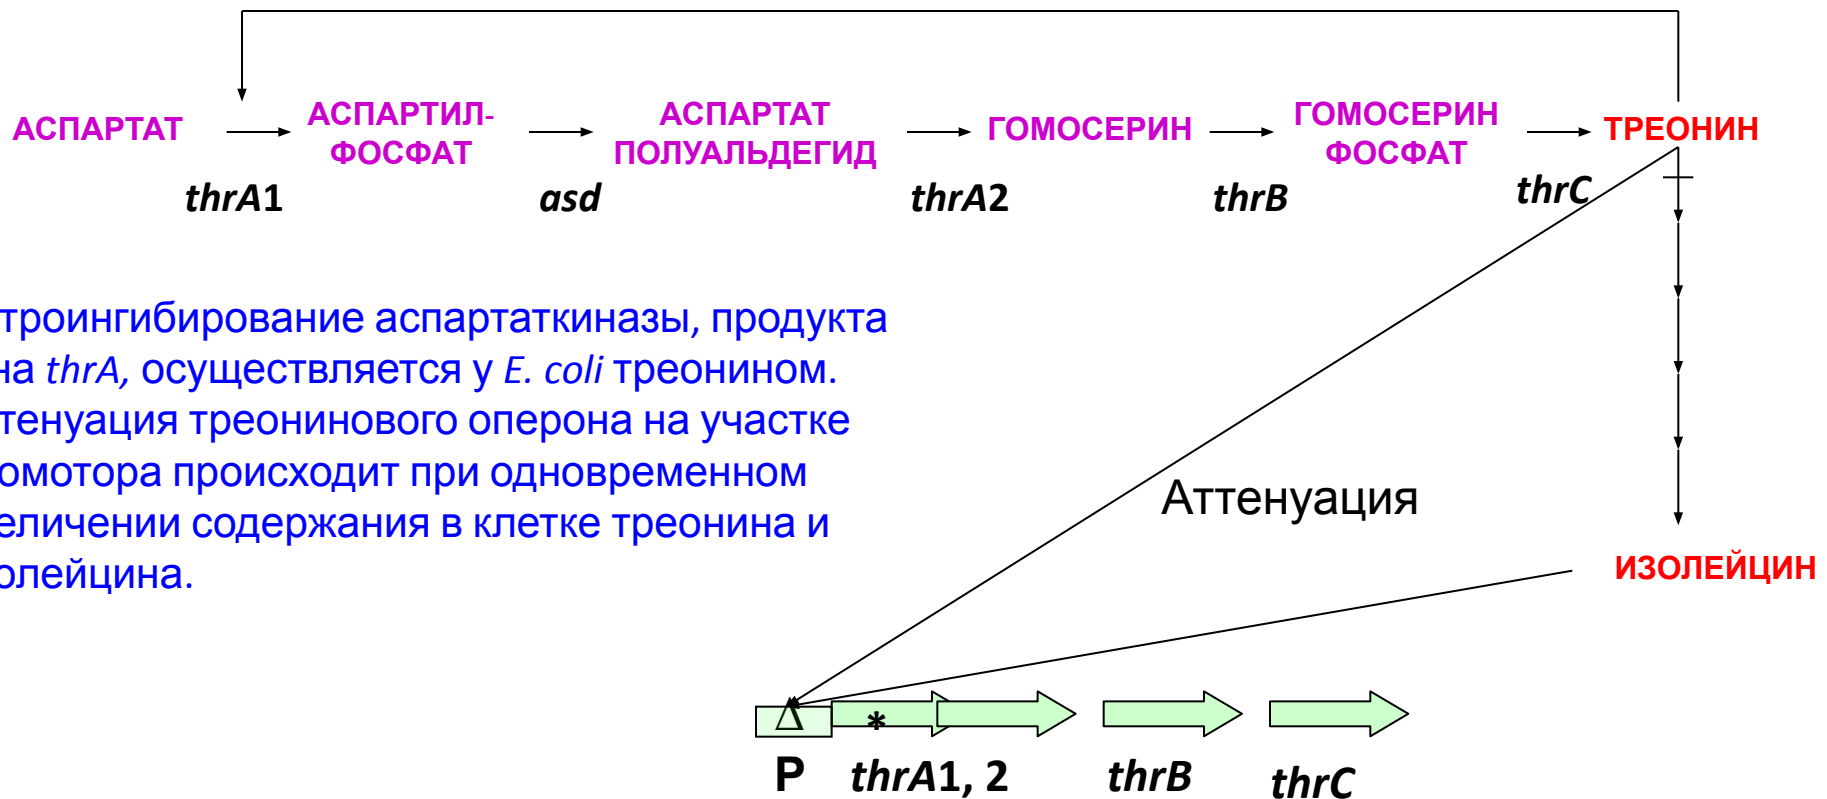 АСПАРТАТ
АСПАРТИЛ-
ФОСФАТ
АСПАРТАТ
ПОЛУАЛЬДЕГИД
ГОМОСЕРИН
ГОМОСЕРИН
ФОСФАТ
ТРЕОНИН
thrA1
asd
thrA2
thrB
thrC
троингибирование аспартаткиназы, продукта
на thrA, осуществляется у E. coli треонином.
тенуация треонинового оперона на участке
омотора происходит при одновременном
еличении содержания в клетке треонина и
олейцина.
Аттенуация
ИЗОЛЕЙЦИН
Δ
*
P
thrA1, 2
thrB
thrC